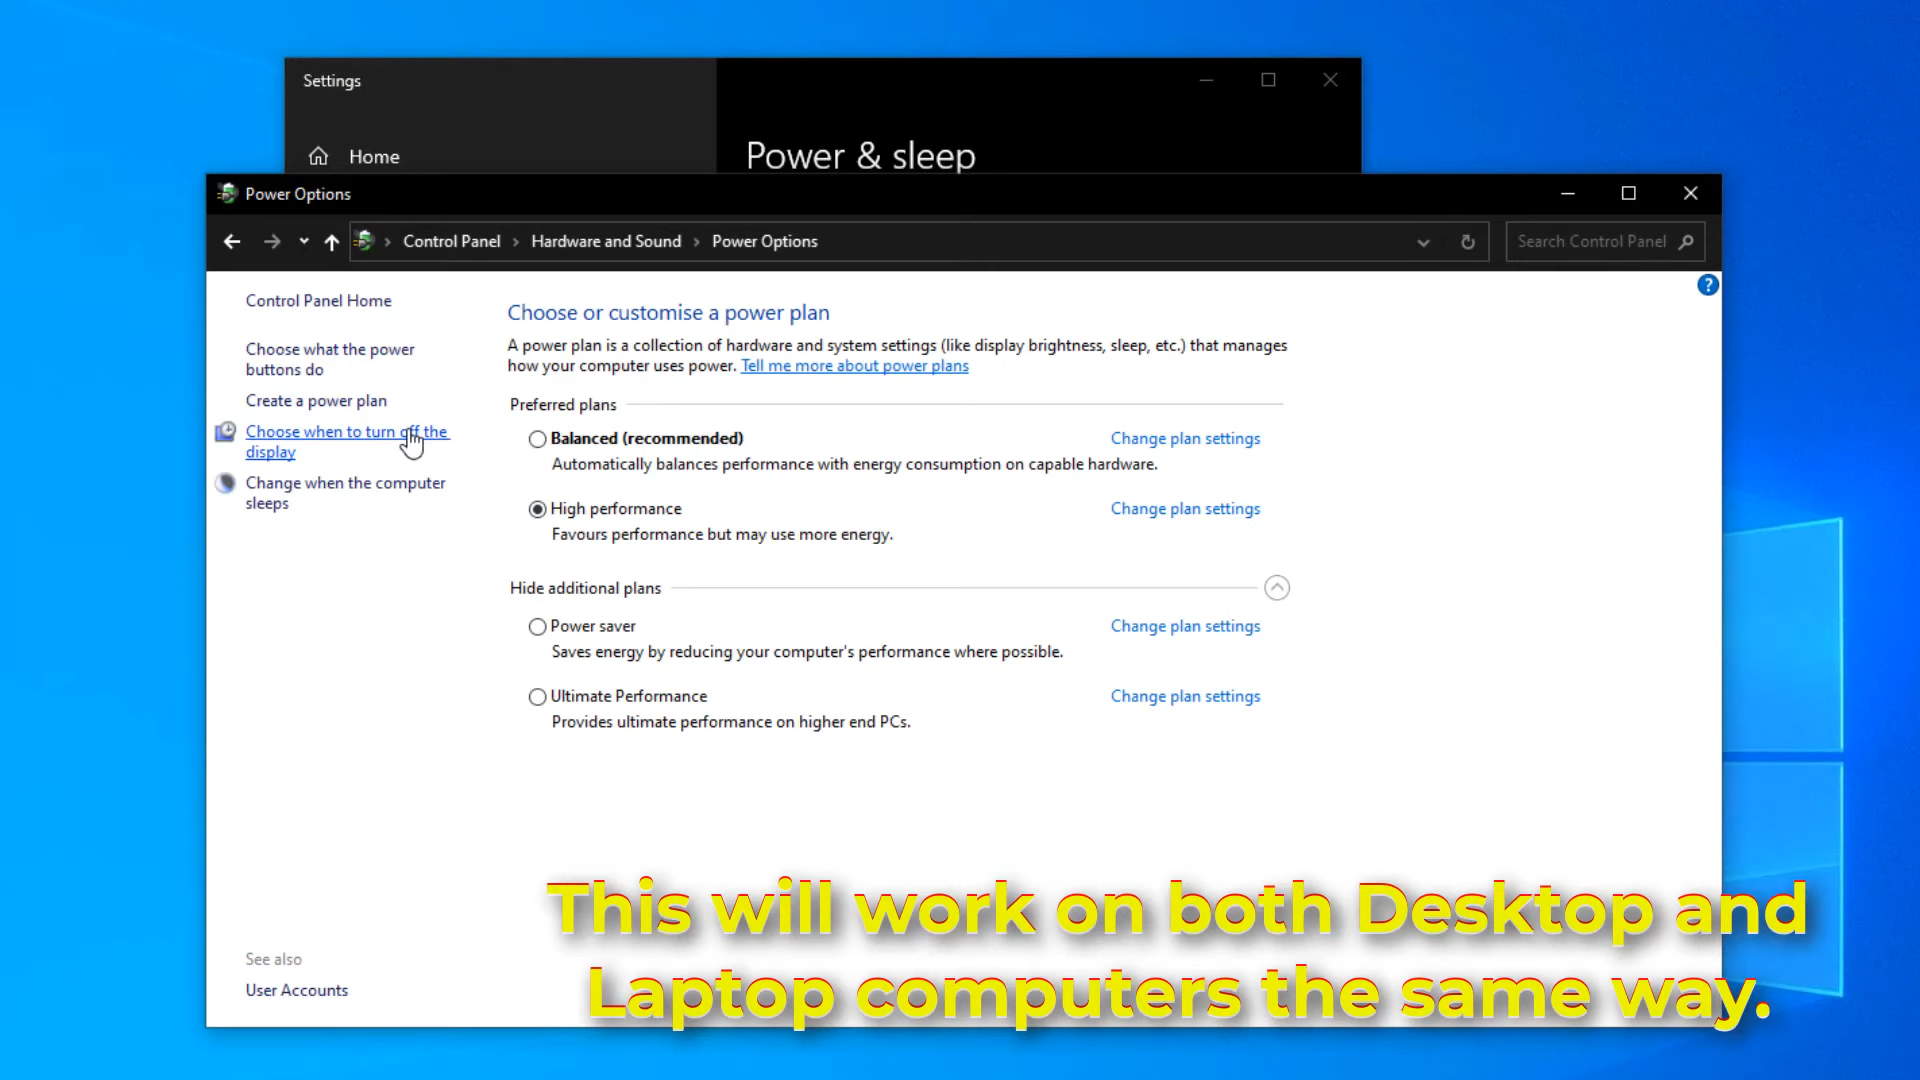 Settings
Home
Power & sleep
Power Options
Control Panel
Hardware and Sound
Power Options
Search Control Panel
?
Control Panel Home
Choose what the power
buttons do
Create a power plan
Choose when to turn off the
display
Change when the computer
sleeps
Choose or customise a power plan
A power plan is a collection of hardware and system settings (like display brightness, sleep, etc.) that manages
how your computer uses power. Tell me more about power plans
Preferred plans
Balanced (recommended)
Change plan settings
Automatically balances performance with energy consumption on capable hardware.
High performance
Change plan settings
Favours performance but may use more energy.
Hide additional plans
Power saver
Change plan settings
Saves energy by reducing your computer's performance where possible.
Ultimate Performance
Change plan settings
Provides ultimate performance on higher end PCs.
See also
User Accounts
This will work on both Desktop and
Laptop computers the same way.